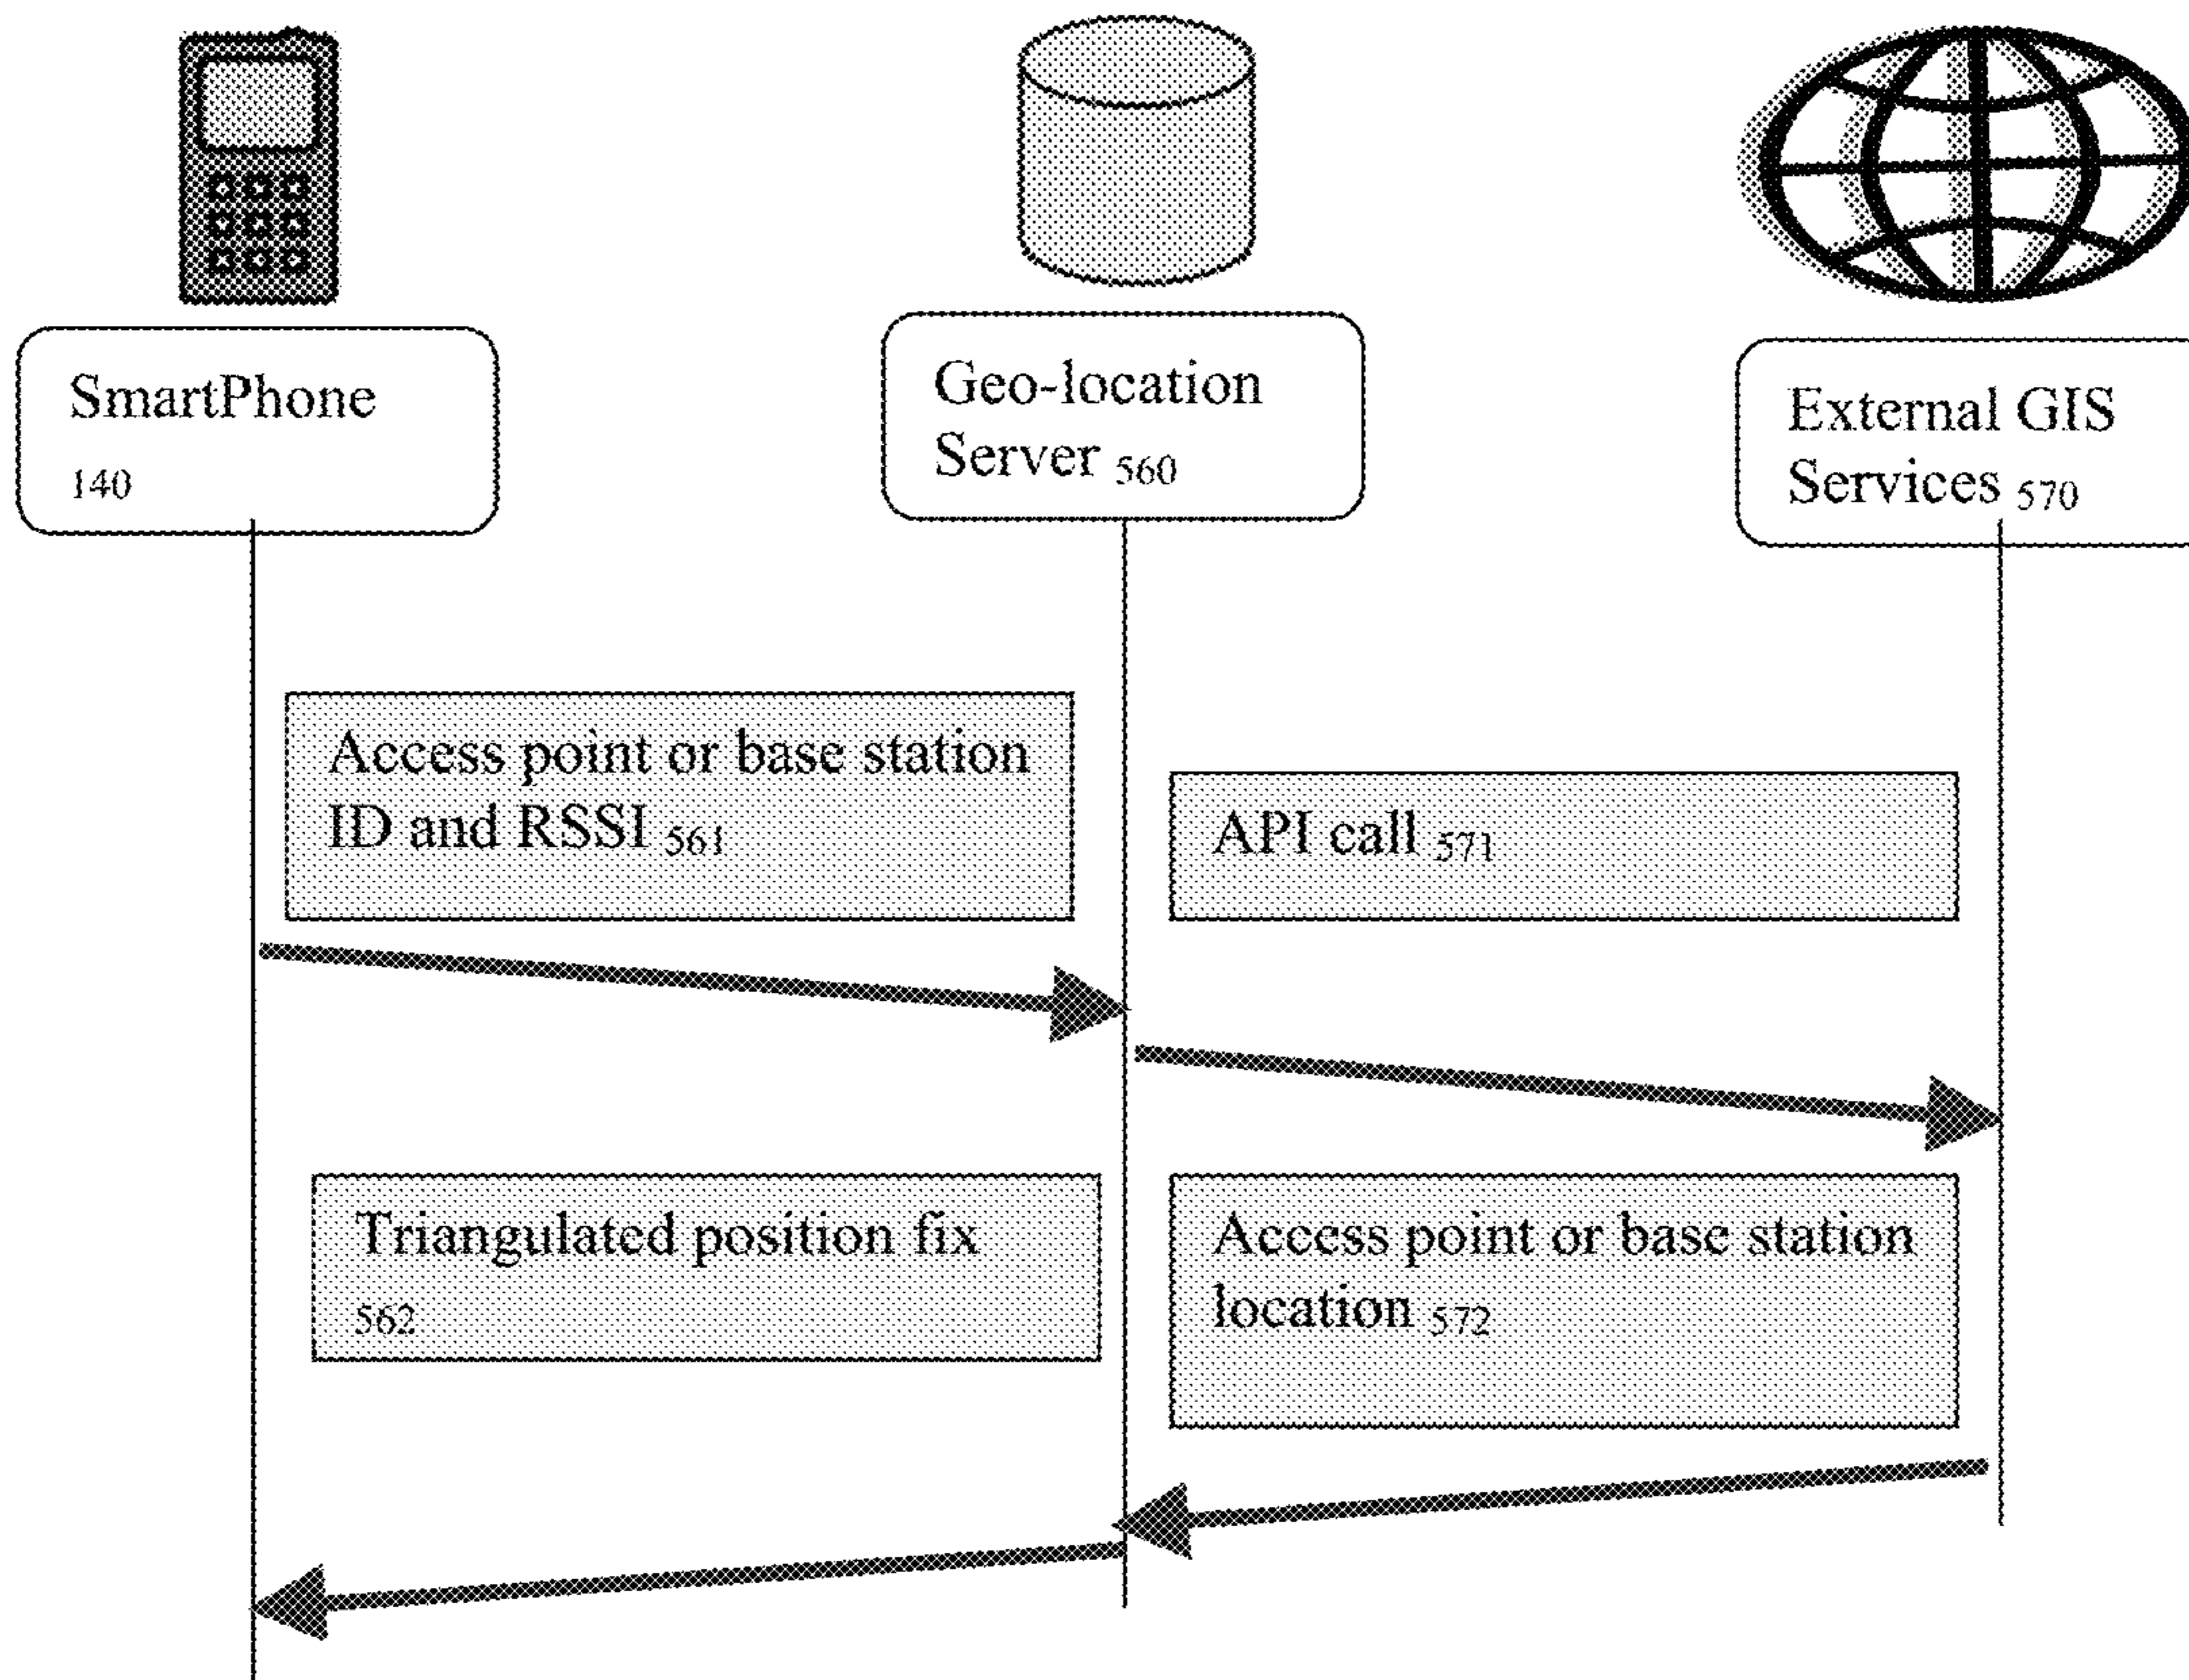 SmartPhone
140
Geo-location
Server 560
External GIS
Services 570
Access point or base station
ID and RSSI 561
API call 571
Triangulated position fix
562
Access point or base station
location 572